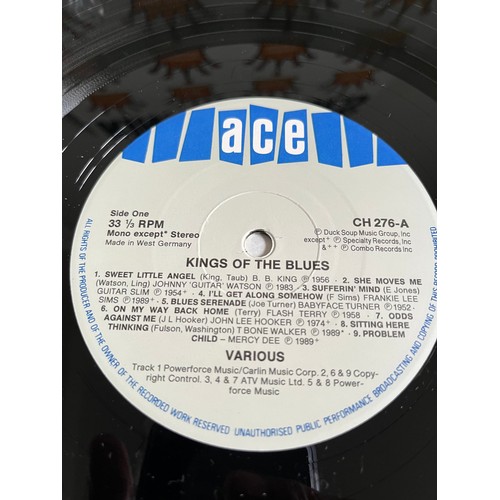 ace
Side One
33 ⅓ RPM
Mono except* Stereo
Made in West Germany
CH 276-A
℗ Duck Soup Music Group, Inc
except+ ℗ Specialty Records, Inc
& ++ ℗ Combo Records, Inc
KINGS OF THE BLUES
1. SWEET LITTLE ANGEL (King, Taub) B. B. KING ℗ 1956 · 2. SHE MOVES ME
(Watson, Ling) JOHNNY 'GUITAR' WATSON ℗ 1983 · 3. SUFFERIN' MIND (E Jones)
GUITAR SLIM ℗ 1954+ · 4. I'LL GET ALONG SOMEHOW (F Sims) FRANKIE LEE
SIMS ℗ 1989+ · 5. BLUES SERENADE (Joe Turner) BABYFACE TURNER ℗ 1952 ·
6. ON MY WAY BACK HOME (Terry) FLASH TERRY ℗ 1958 · 7. ODDS
AGAINST ME (J L Hooker) JOHN LEE HOOKER ℗ 1974+ · 8. SITTING HERE
THINKING (Fulson, Washington) T BONE WALKER ℗ 1986+ · 9. PROBLEM
CHILD - MERCY DEE ℗ 1989+
VARIOUS
Track 1 Powerforce Music/Carlin Music Corp. 2, 6 & 9 Copy-
right Control. 3, 4 & 7 ATV Music Ltd. 5 & 8 Power-
force Music
ALL RIGHTS OF THE PRODUCER AND OF THE OWNER OF THE RECORDED WORK RESERVED UNAUTHORISED PUBLIC PERFORMANCE BROADCASTING AND COPYING OF THIS RECORD PROHIBITED